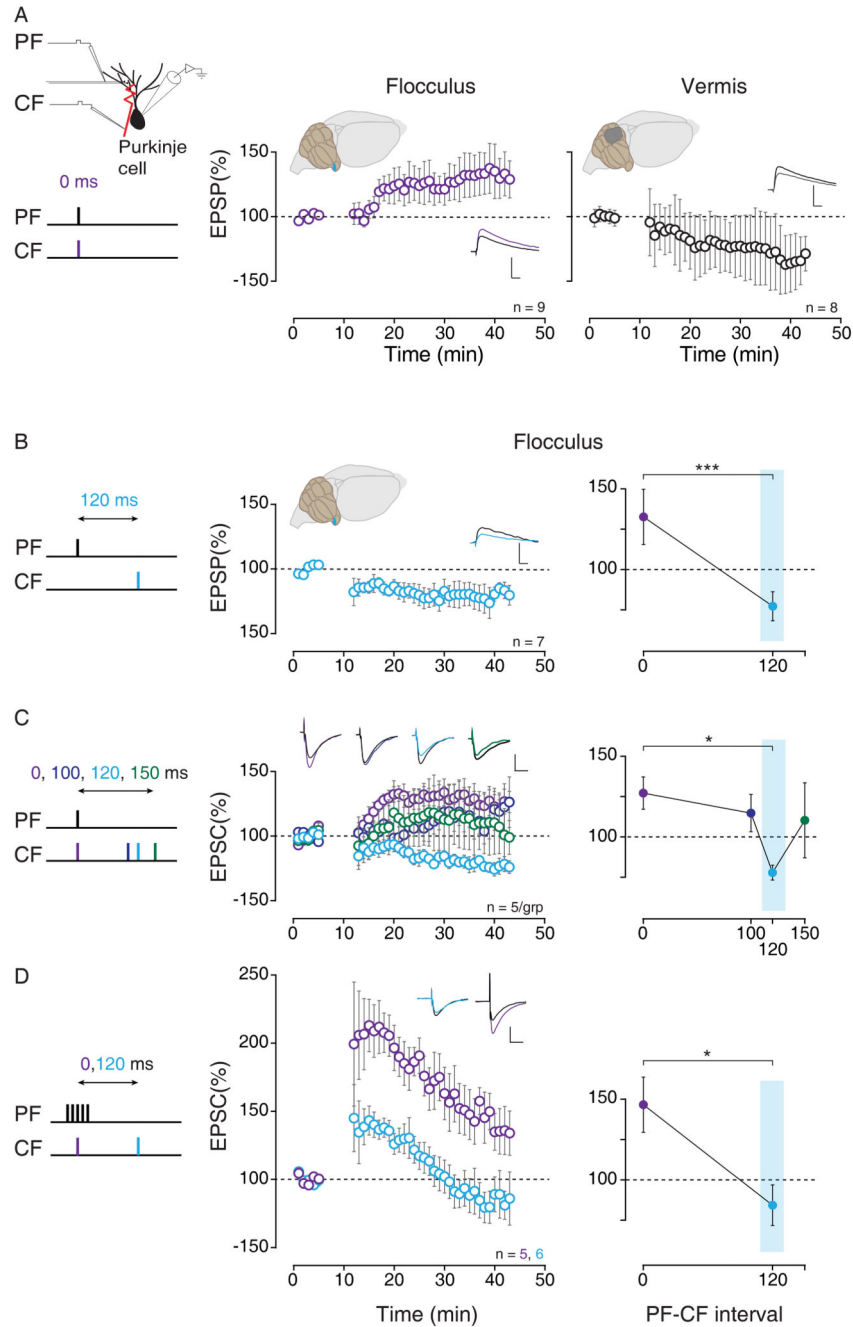 A
PF
CF
Purkinje
cell
0 ms
PF
CF
Flocculus
Vermis
EPSP(%)
150
100
-150
n = 9
0 10 20 30 40 50
Time (min)
n = 8
0 10 20 30 40 50
Time (min)
B
Flocculus
120 ms
PF
CF
EPSP(%)
150
100
150
n = 7
0 10 20 30 40 50
***
150
100
0 120
C
0, 100, 120, 150 ms
PF
CF
EPSC(%)
150
100
-150
n = 5/grp
0 10 20 30 40 50
*
150
100
0 100 150
120
D
0,120 ms
PF
CF
EPSC(%)
250
200
150
100
-150
n = 5, 6
0 10 20 30 40 50
Time (min)
*
150
100
0 120
PF-CF interval